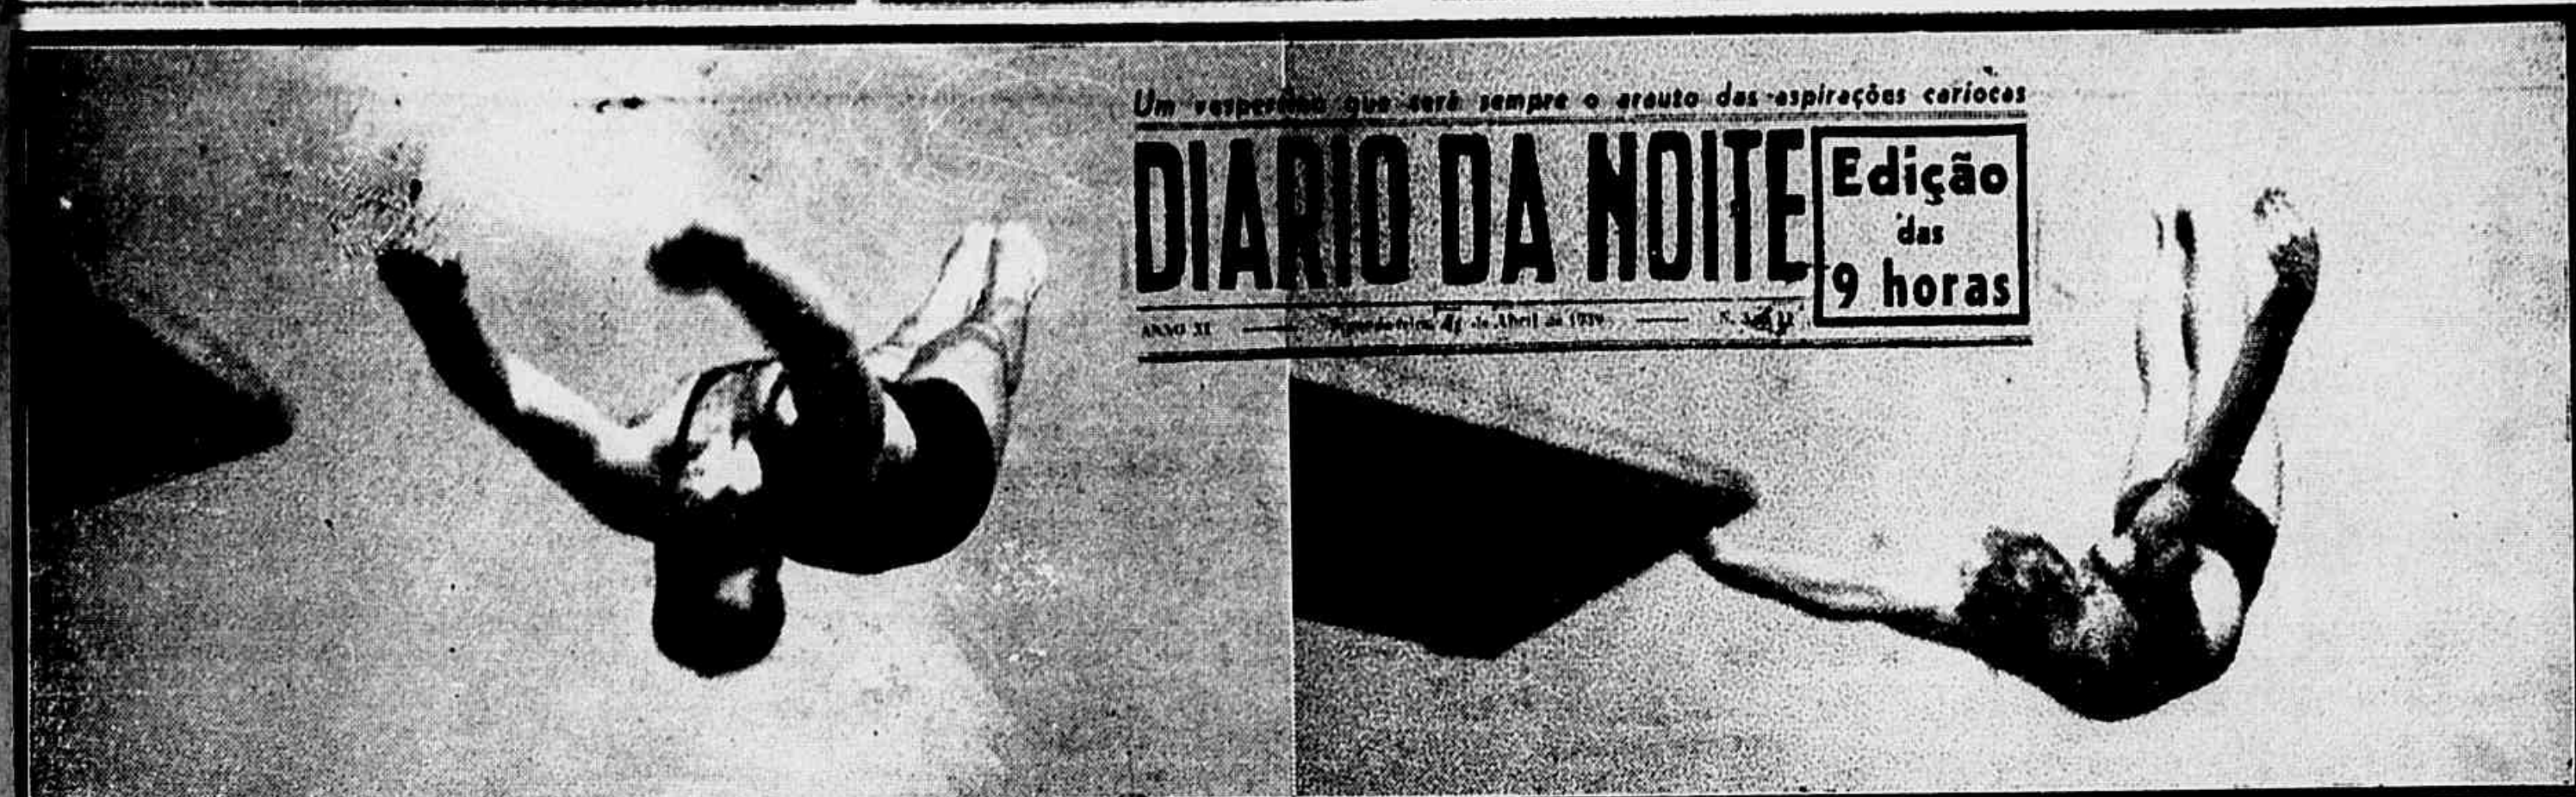 Um vespertino que será sempre o arauto das aspirações cariocas
DIARIO DA NOITE
Edição
das
9 horas
ANNO XI — de Abril de 1939 — N.